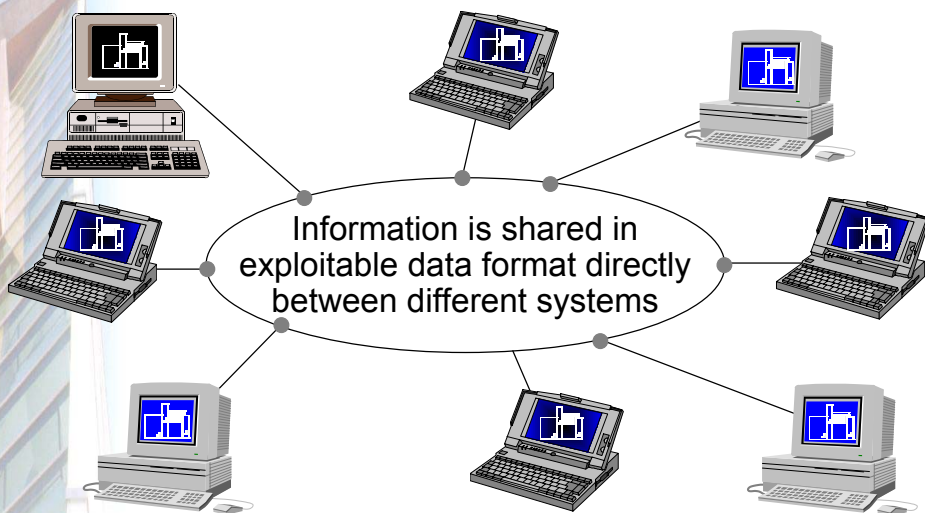 Information is shared in
exploitable data format directly
between different systems